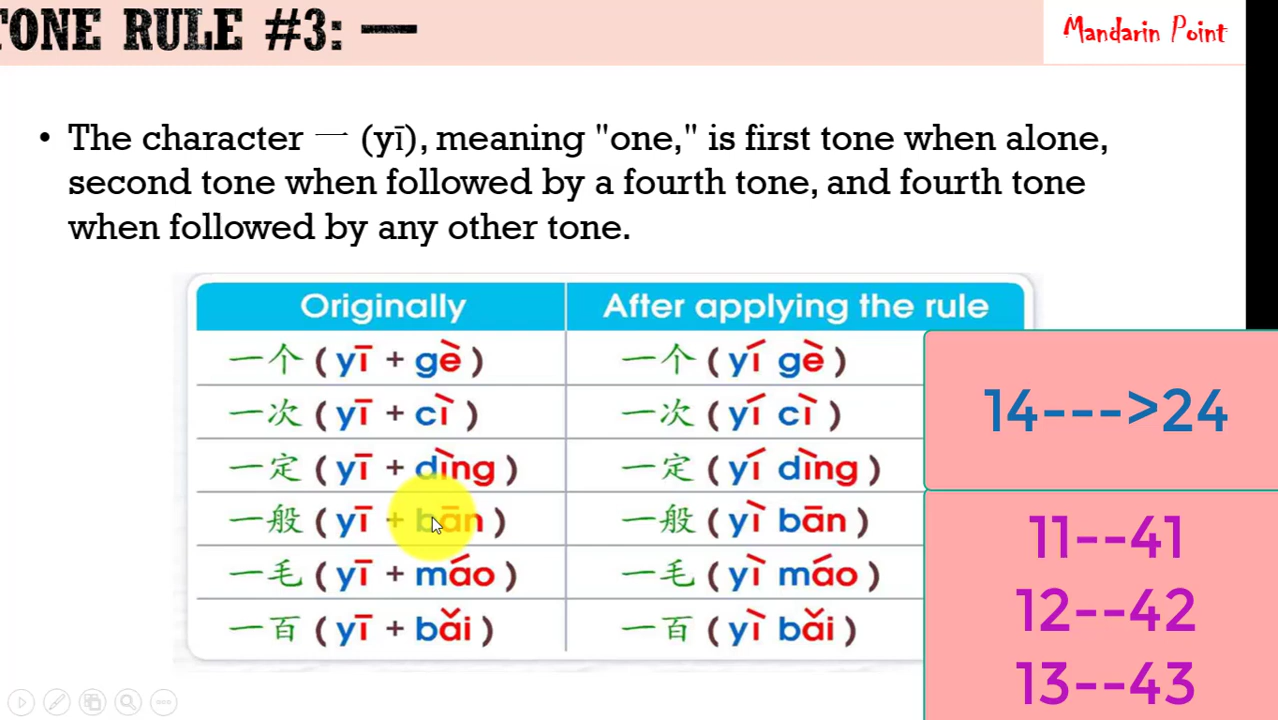 TONE RULE #3: 一
Mandarin Point
• The character 一 (yī), meaning "one," is first tone when alone,
second tone when followed by a fourth tone, and fourth tone
when followed by any other tone.
Originally After applying the rule
一个 (yī + gè) 一个 (yí gè)
一次 (yī + cì) 一次 (yí cì)
一定 (yī + dìng) 一定 (yí dìng)
一般 (yī + bān) 一般 (yì bān)
一毛 (yī + máo) 一毛 (yì máo)
一百 (yī + bǎi) 一百 (yì bǎi)
14--->24
11--41
12--42
13--43